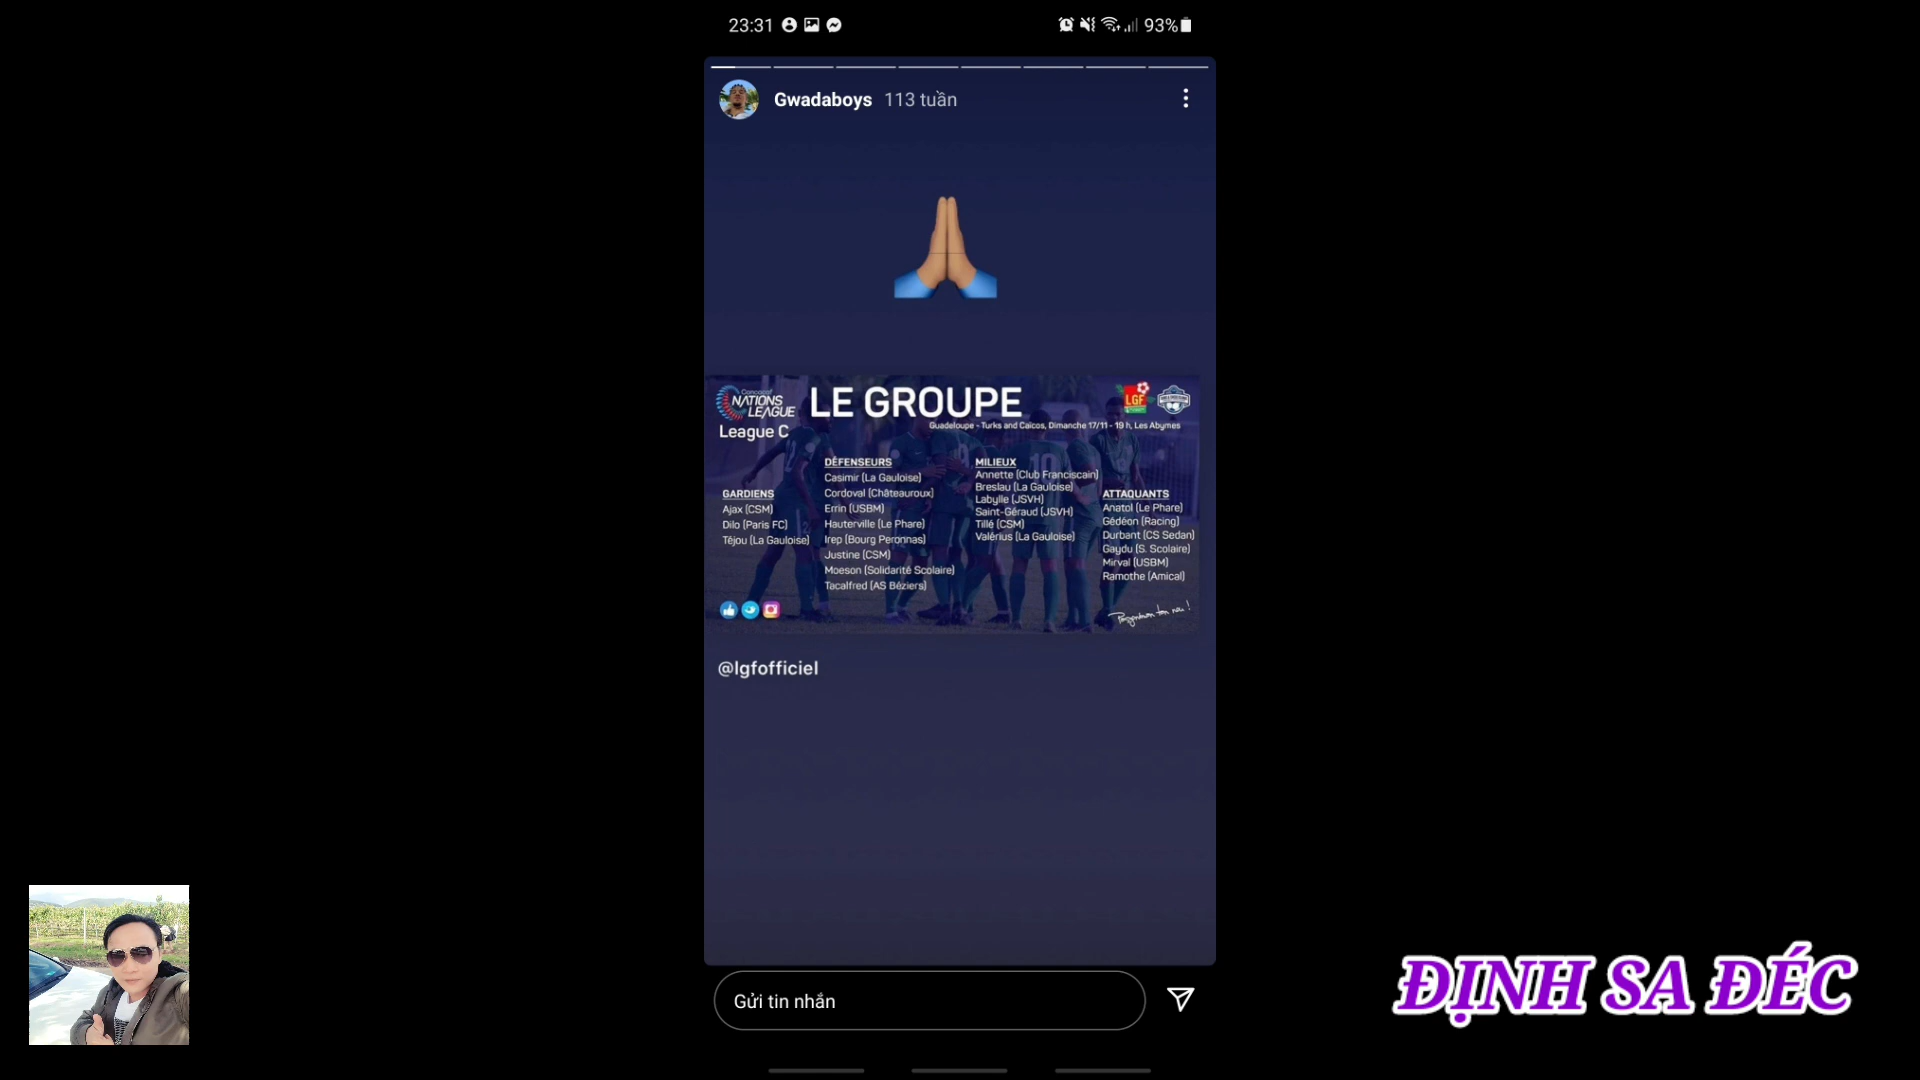 23:31
93%
Gwadaboys 113 tuần
Concacaf
NATIONS
LEAGUE
League C
LE GROUPE
LGF
Guadeloupe - Turks and Caïcos, Dimanche 17/11 - 19 h, Les Abymes
GARDIENS
Ajax (CSM)
Dilo (Paris FC)
Téjou (La Gauloise)
DÉFENSEURS
Casimir (La Gauloise)
Cordoval (Châteauroux)
Errin (USBM)
Hauterville (Le Phare)
Irep (Bourg Peronnas)
Justine (CSM)
Moeson (Solidarité Scolaire)
Tacalfred (AS Béziers)
MILIEUX
Annette (Club Franciscain)
Breslau (La Gauloise)
Labylle (JSVH)
Saint-Géraud (JSVH)
Tillé (CSM)
Valérius (La Gauloise)
ATTAQUANTS
Anatol (Le Phare)
Gédéon (Racing)
Durbant (CS Sedan)
Gaydu (S. Scolaire)
Mirval (USBM)
Ramothe (Amical)
@lgfofficiel
Gửi tin nhắn
ĐỊNH SA ĐÉC